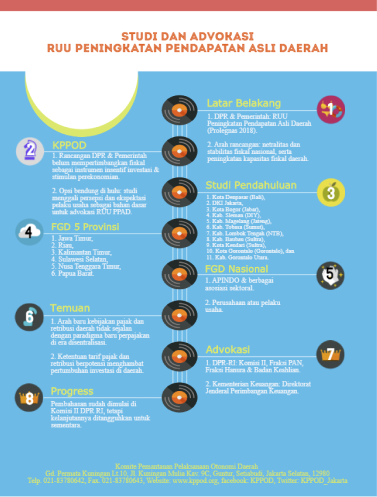 STUDI DAN ADVOKASI
RUU PENINGKATAN PENDAPATAN ASLI DAERAH
Latar Belakang
1. DPR & Pemerintah: RUU
Peningkatan Pendapatan Asli Daerah
(Prolegnas 2018).
2. Arah rancangan: netralitas dan
stabilitas fiskal nasional, serta
peningkatan kapasitas fiskal daerah.
1
2
KPPOD
1. Rancangan DPR & Pemerintah
belum mempertimbangkan fiskal
sebagai instrumen insentif investasi &
stimulan perekonomian.
2. Opsi bendung di hulu: studi
menggali persepsi dan ekspektasi
pelaku usaha sebagai bahan dasar
untuk advokasi RUU PPAD.
Studi Pendahuluan
1. Kota Denpasar (Bali),
2. DKI Jakarta,
3. Kota Bogor (Jabar),
4. Kab. Sleman (DIY),
5. Kab. Magelang (Jateng),
6. Kab. Tobasa (Sumut),
7. Kab. Lombok Tengah (NTB),
8. Kab. Konawe (Sultra),
9. Kota Kendari (Sultra),
10. Kota Gorontalo (Gorontalo), dan
11. Kab. Gorontalo Utara.
3
4
FGD 5 Provinsi
1. Jawa Timur,
2. Riau,
3. Kalimantan Timur,
4. Sulawesi Selatan,
5. Nusa Tenggara Timur,
6. Papua Barat.
FGD Nasional
1. APINDO & berbagai
asosiasi sektoral.
2. Perusahaan atau pelaku
usaha.
5
6
Temuan
1. Arah baru kebijakan pajak dan
retribusi daerah tidak sejalan
dengan paradigma baru perpajakan
di era disentralisasi.
2. Ketentuan tarif pajak dan
retribusi berpotensi menghambat
pertumbuhan investasi di daerah.
Advokasi
1. DPR-RI: Komisi II, Fraksi PAN,
Fraksi Hanura & Badan Keahlian.
2. Kementerian Keuangan: Direktorat
Jenderal Perimbangan Keuangan.
7
8
Progress
Pembahasan sudah dimulai di
Komisi II DPR RI, tetapi
kelanjutannya ditangguhkan untuk
sementara.
Komite Pemantauan Pelaksanaan Otonomi Daerah
Gd. Permata Kuningan Lt.10, Jl. Kuningan Mulia Kav. 9C, Guntur, Setiabudi, Jakarta Selatan, 12980
Telp. 021-83780642, Fax. 021-83780643, Website: www.kppod.org, facebook: KPPOD, Twitter: KPPOD_Jakarta